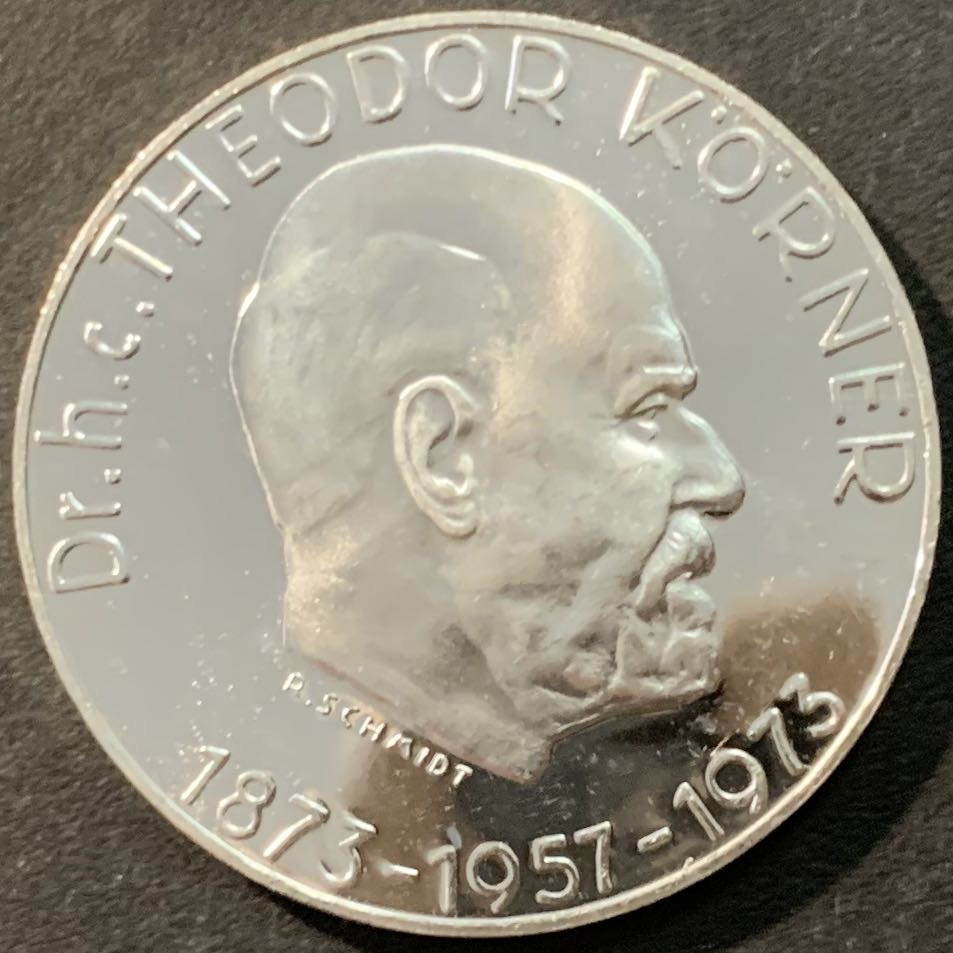 Dr.h.c.THEODOR KÖRNER
R.SCHMIDT
1873-1957-1973